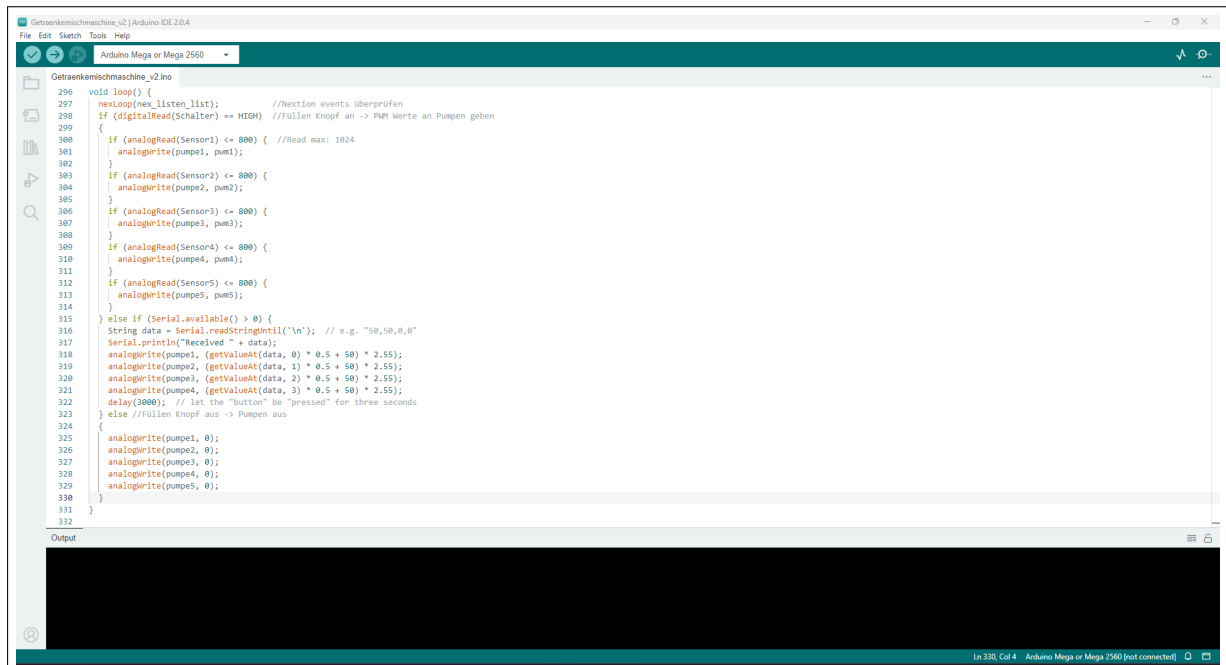 Getraenkemischmaschine_v2 | Arduino IDE 2.0.4
File Edit Sketch Tools Help
Arduino Mega or Mega 2560
Getraenkemischmaschine_v2.ino
296 void loop() {
297 nexLoop(nex_listen_list); //Nextion events überprüfen
298 if (digitalRead(Schalter) == HIGH) //Füllen Knopf an -> PWM Werte an Pumpen geben
299 {
300 if (analogRead(Sensor1) <= 800) { //Read max: 1024
301 analogWrite(pumpe1, pwm1);
302 }
303 if (analogRead(Sensor2) <= 800) {
304 analogWrite(pumpe2, pwm2);
305 }
306 if (analogRead(Sensor3) <= 800) {
307 analogWrite(pumpe3, pwm3);
308 }
309 if (analogRead(Sensor4) <= 800) {
310 analogWrite(pumpe4, pwm4);
311 }
312 if (analogRead(Sensor5) <= 800) {
313 analogWrite(pumpe5, pwm5);
314 }
315 } else if (Serial.available() > 0) {
316 String data = Serial.readStringUntil('\n'); // e.g. "50,50,0,0"
317 Serial.println("Received " + data);
318 analogWrite(pumpe1, (getValueAt(data, 0) * 0.5 + 50) * 2.55);
319 analogWrite(pumpe2, (getValueAt(data, 1) * 0.5 + 50) * 2.55);
320 analogWrite(pumpe3, (getValueAt(data, 2) * 0.5 + 50) * 2.55);
321 analogWrite(pumpe4, (getValueAt(data, 3) * 0.5 + 50) * 2.55);
322 delay(3000); // let the "button" be "pressed" for three seconds
323 } else //Füllen Knopf aus -> Pumpen aus
324 {
325 analogWrite(pumpe1, 0);
326 analogWrite(pumpe2, 0);
327 analogWrite(pumpe3, 0);
328 analogWrite(pumpe4, 0);
329 analogWrite(pumpe5, 0);
330 }
331 }
332
Output
Ln 330, Col 4 Arduino Mega or Mega 2560 [not connected]